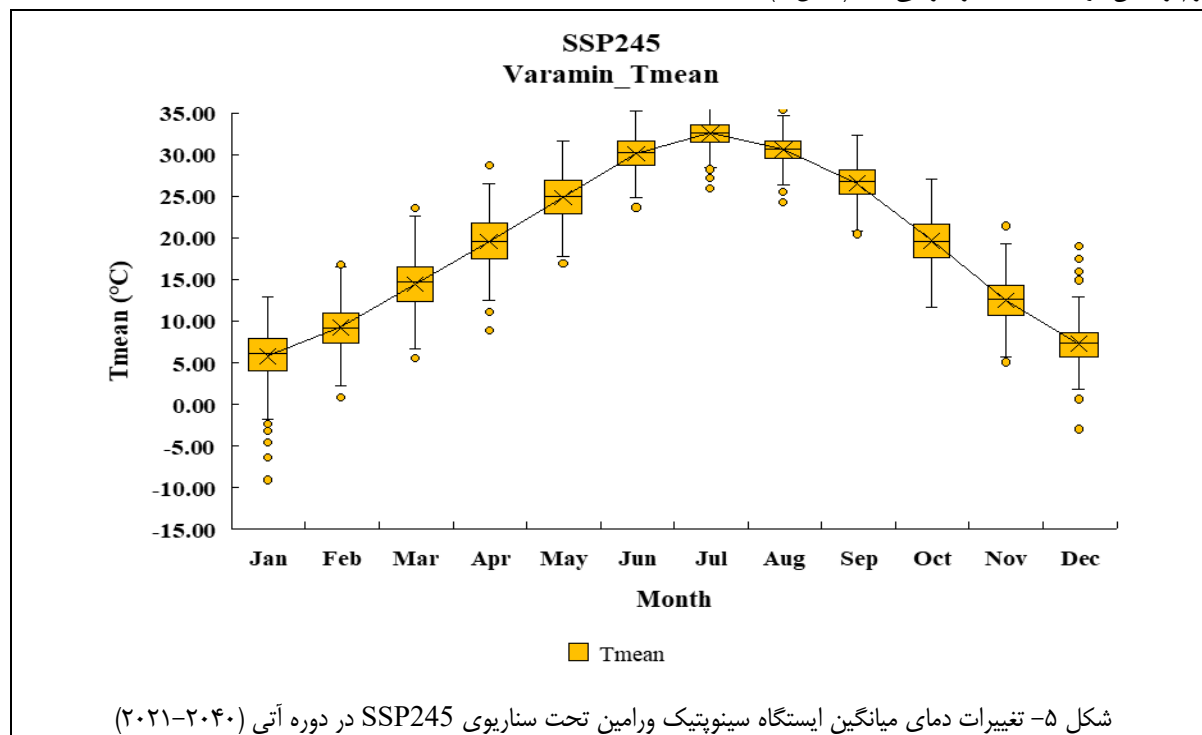 SSP245
Varamin_Tmean
Tmean (°C)
35.00
30.00
25.00
20.00
15.00
10.00
5.00
0.00
-5.00
-10.00
-15.00
Jan Feb Mar Apr May Jun Jul Aug Sep Oct Nov Dec
Month
Tmean
شکل ۵- تغییرات دمای میانگین ایستگاه سینوپتیک ورامین تحت سناریوی SSP245 در دوره آتی (۲۰۴۰-۲۰۲۱)